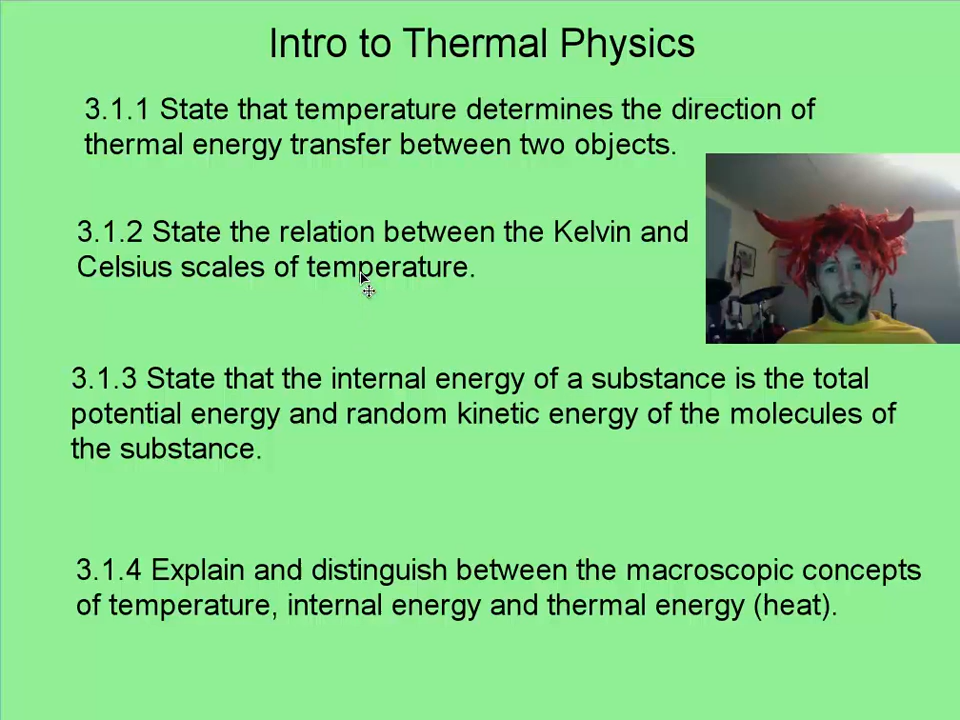 Intro to Thermal Physics
3.1.1 State that temperature determines the direction of
thermal energy transfer between two objects.
3.1.2 State the relation between the Kelvin and
Celsius scales of temperature.
3.1.3 State that the internal energy of a substance is the total
potential energy and random kinetic energy of the molecules of
the substance.
3.1.4 Explain and distinguish between the macroscopic concepts
of temperature, internal energy and thermal energy (heat).